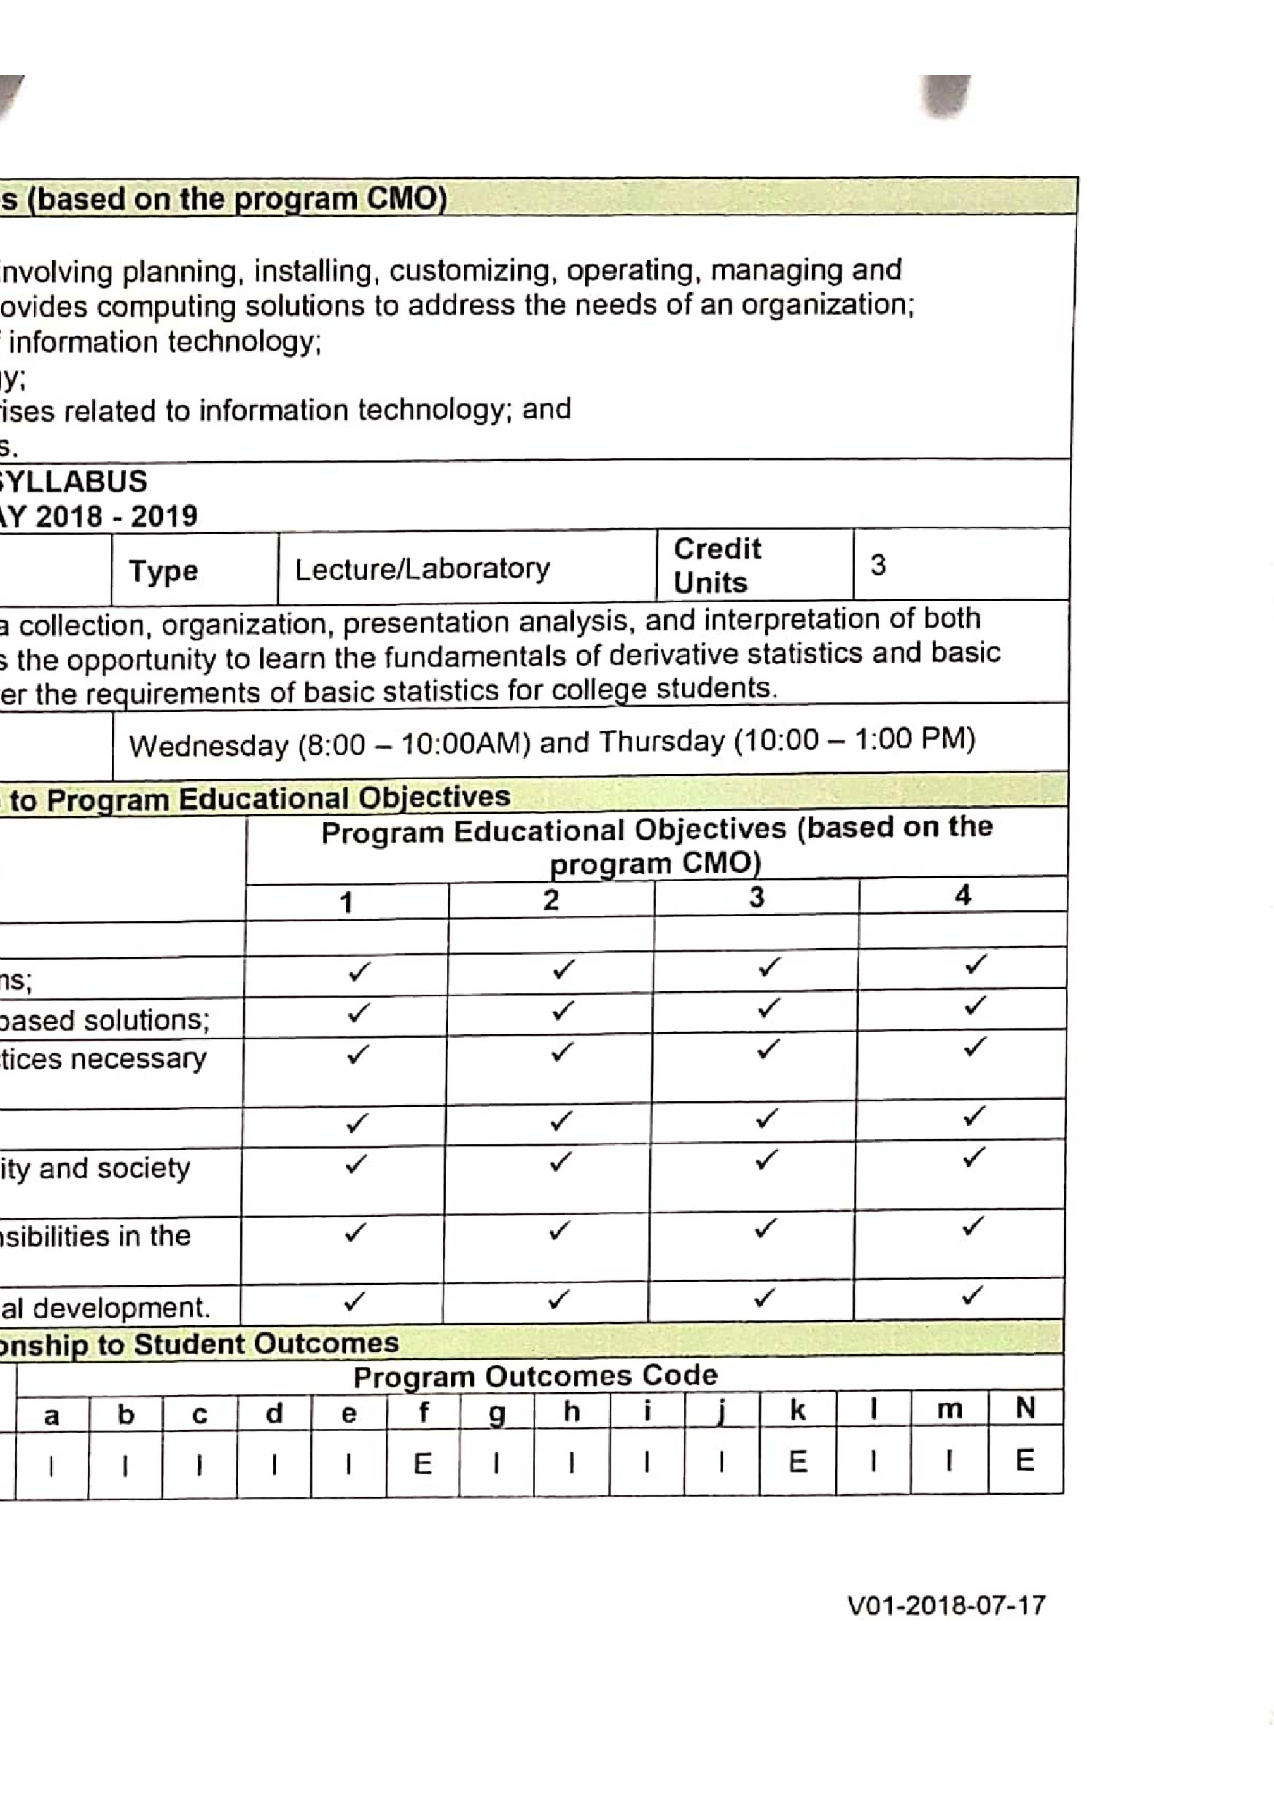 s (based on the program CMO)
nvolving planning, installing, customizing, operating, managing and
ovides computing solutions to address the needs of an organization;
information technology;
y;
ises related to information technology; and
s.
SYLLABUS
AY 2018 - 2019
Type Lecture/Laboratory Credit Units 3
a collection, organization, presentation analysis, and interpretation of both
s the opportunity to learn the fundamentals of derivative statistics and basic
er the requirements of basic statistics for college students.
Wednesday (8:00 – 10:00AM) and Thursday (10:00 – 1:00 PM)
to Program Educational Objectives
Program Educational Objectives (based on the
program CMO)
1 2 3 4
ns; ✓ ✓ ✓ ✓
based solutions; ✓ ✓ ✓ ✓
tices necessary ✓ ✓ ✓ ✓
✓ ✓ ✓ ✓
ity and society ✓ ✓ ✓ ✓
nsibilities in the ✓ ✓ ✓ ✓
al development. ✓ ✓ ✓ ✓
onship to Student Outcomes
Program Outcomes Code
a b c d e f g h i j k l m N
I I I I I E I I I I E I I E
V01-2018-07-17